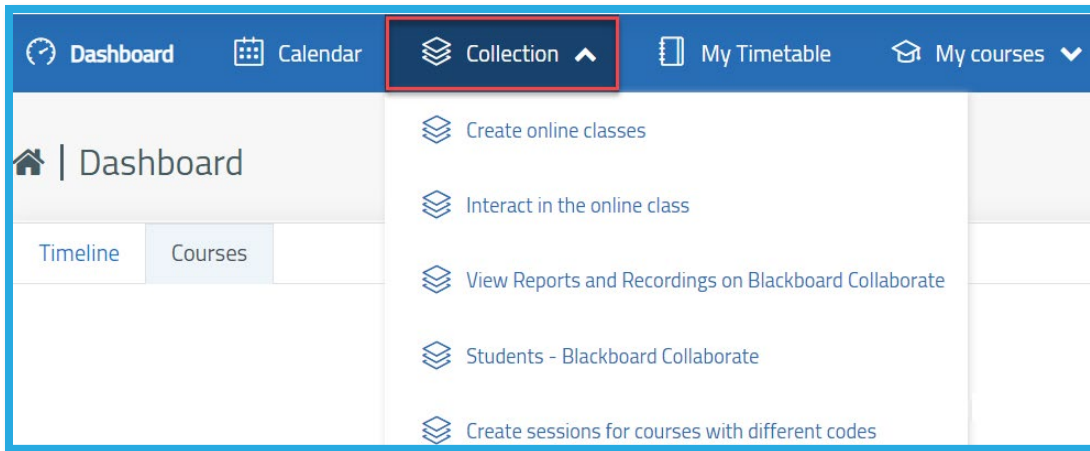 Dashboard Calendar Collection My Timetable My courses
Create online classes
| Dashboard
Interact in the online class
Timeline Courses
View Reports and Recordings on Blackboard Collaborate
Students - Blackboard Collaborate
Create sessions for courses with different codes